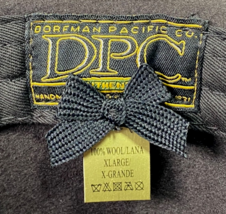 DORFMAN PACIFIC CO.
DPC
100% WOOL/LANA
XLARGE
X-GRANDE